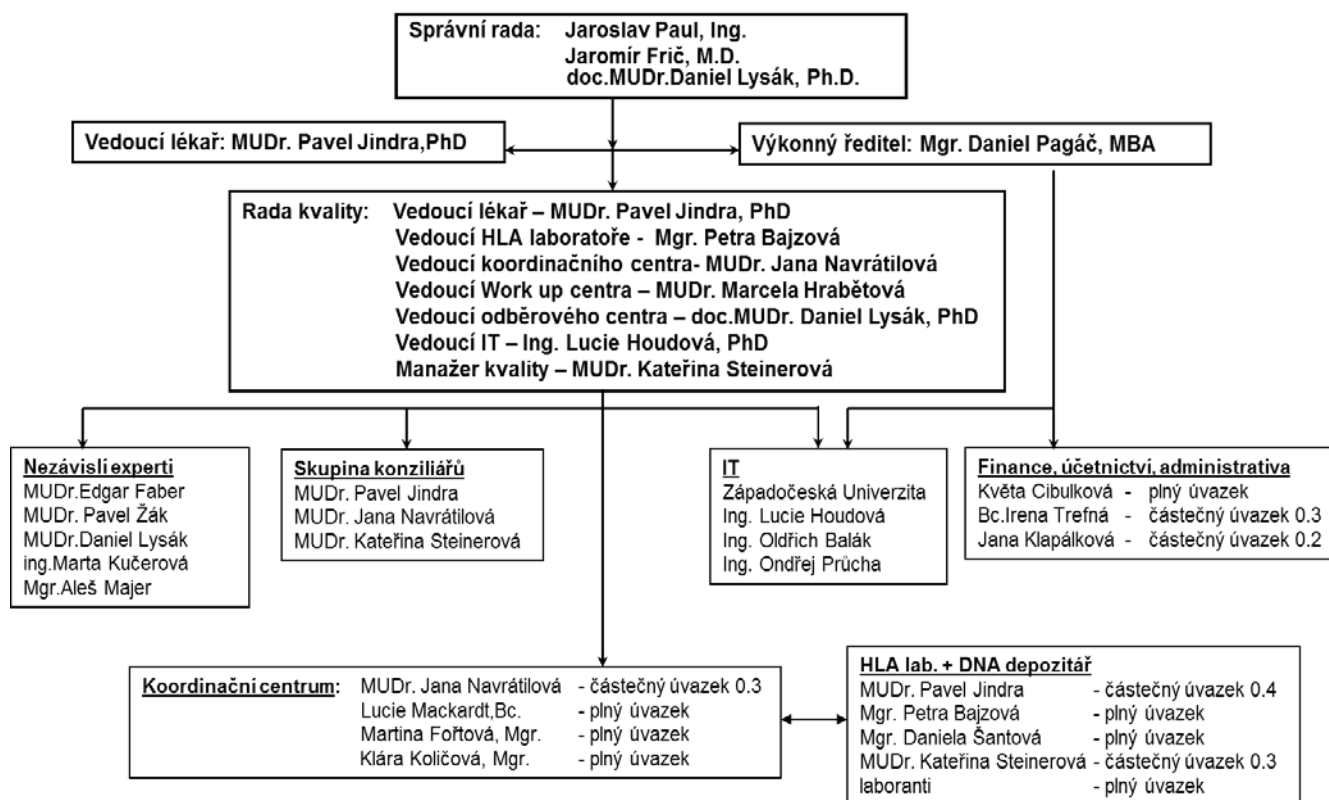 Správní rada: Jaroslav Paul, Ing.
Jaromír Frič, M.D.
doc.MUDr.Daniel Lysák, Ph.D.
Vedoucí lékař: MUDr. Pavel Jindra,PhD
Výkonný ředitel: Mgr. Daniel Pagáč, MBA
Rada kvality: Vedoucí lékař – MUDr. Pavel Jindra, PhD
Vedoucí HLA laboratoře - Mgr. Petra Bajzová
Vedoucí koordinačního centra- MUDr. Jana Navrátilová
Vedoucí Work up centra – MUDr. Marcela Hrabětová
Vedoucí odběrového centra – doc.MUDr. Daniel Lysák, PhD
Vedoucí IT – Ing. Lucie Houdová, PhD
Manažer kvality – MUDr. Kateřina Steinerová
Nezávislí experti
MUDr.Edgar Faber
MUDr. Pavel Žák
MUDr.Daniel Lysák
ing.Marta Kučerová
Mgr.Aleš Majer
Skupina konziliářů
MUDr. Pavel Jindra
MUDr. Jana Navrátilová
MUDr. Kateřina Steinerová
IT
Západočeská Univerzita
Ing. Lucie Houdová
Ing. Oldřich Balák
Ing. Ondřej Průcha
Finance, účetnictví, administrativa
Květa Cibulková - plný úvazek
Bc.Irena Trefná - částečný úvazek 0.3
Jana Klapálková - částečný úvazek 0.2
Koordinační centrum: MUDr. Jana Navrátilová - částečný úvazek 0.3
Lucie Mackardt,Bc. - plný úvazek
Martina Fořtová, Mgr. - plný úvazek
Klára Količová, Mgr. - plný úvazek
HLA lab. + DNA depozitář
MUDr. Pavel Jindra - částečný úvazek 0.4
Mgr. Petra Bajzová - plný úvazek
Mgr. Daniela Šantová - plný úvazek
MUDr. Kateřina Steinerová - částečný úvazek 0.3
laboranti - plný úvazek